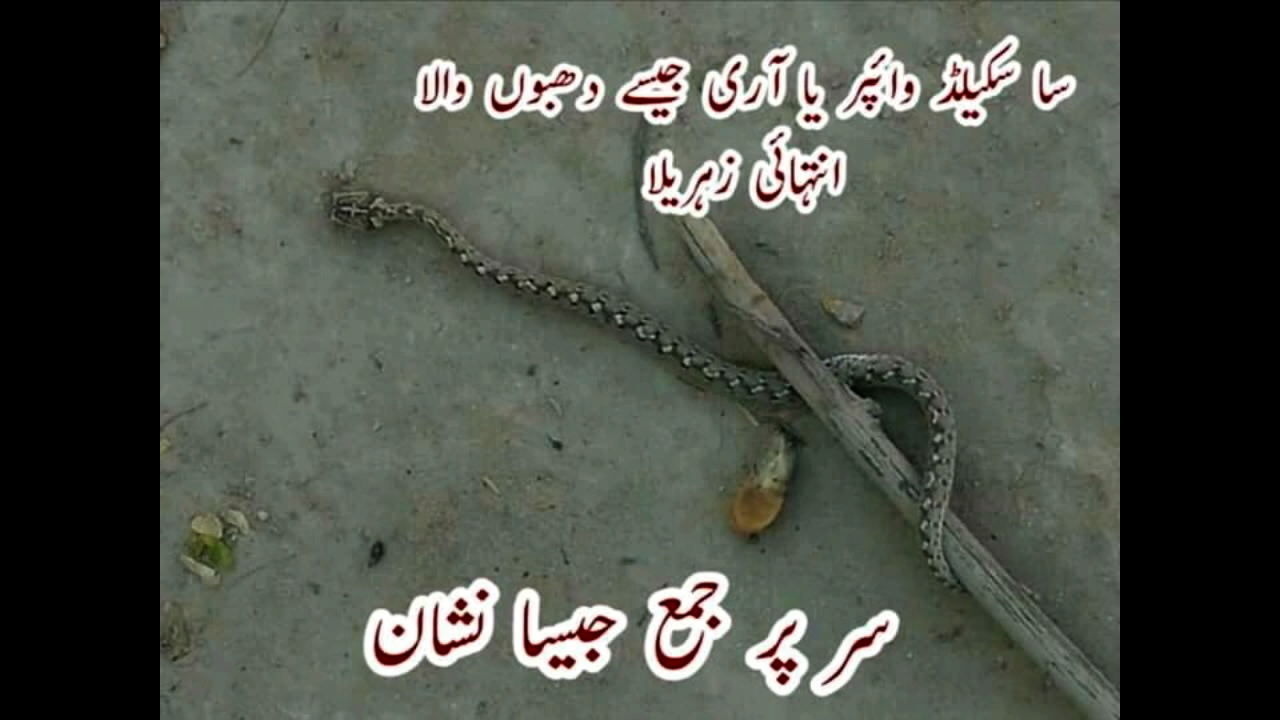 سا سکیلڈ وائپر یا آری جیسے دھبوں والا
انتہائی زہریلا
سر پر جمع جیسا نشان